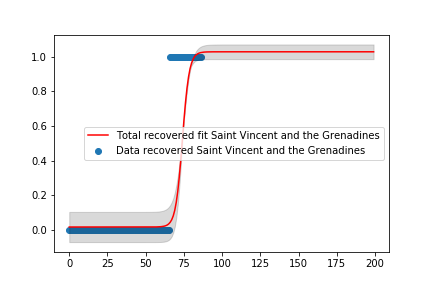 1.0
0.8
0.6
0.4
0.2
0.0
Total recovered fit Saint Vincent and the Grenadines
Data recovered Saint Vincent and the Grenadines
0 25 50 75 100 125 150 175 200